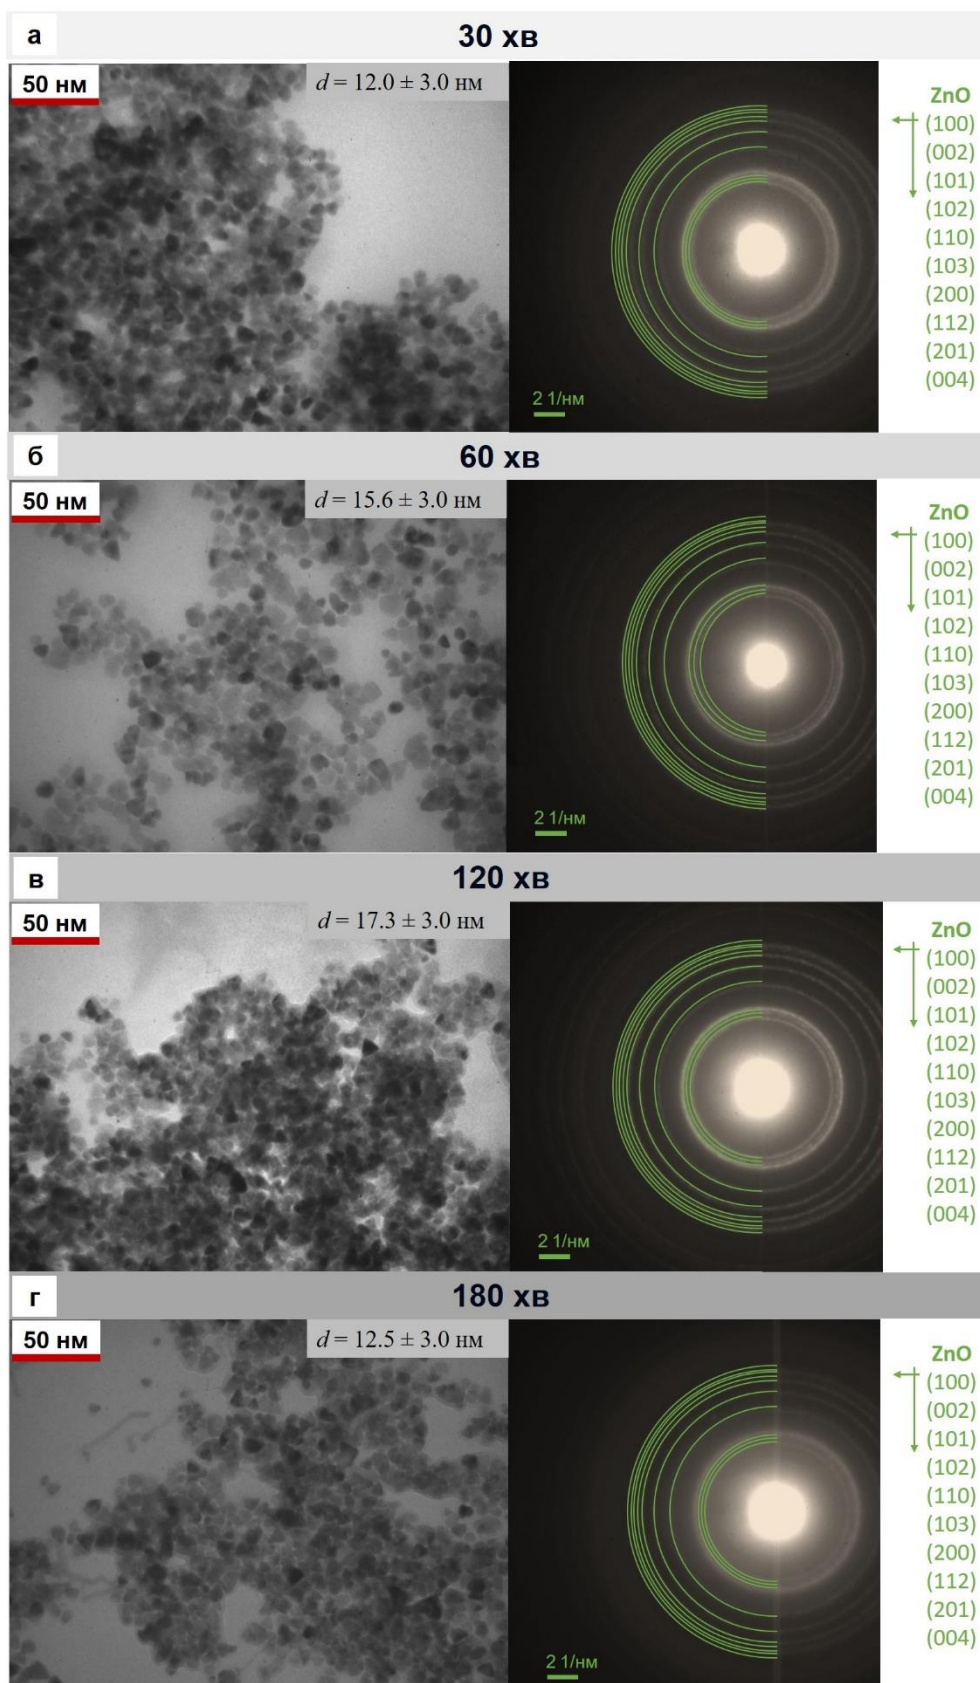 а
30 хв
50 нм
d = 12.0 ± 3.0 нм
2 1/нм
ZnO
(100)
(002)
(101)
(102)
(110)
(103)
(200)
(112)
(201)
(004)
б
60 хв
50 нм
d = 15.6 ± 3.0 нм
2 1/нм
ZnO
(100)
(002)
(101)
(102)
(110)
(103)
(200)
(112)
(201)
(004)
в
120 хв
50 нм
d = 17.3 ± 3.0 нм
2 1/нм
ZnO
(100)
(002)
(101)
(102)
(110)
(103)
(200)
(112)
(201)
(004)
г
180 хв
50 нм
d = 12.5 ± 3.0 нм
2 1/нм
ZnO
(100)
(002)
(101)
(102)
(110)
(103)
(200)
(112)
(201)
(004)